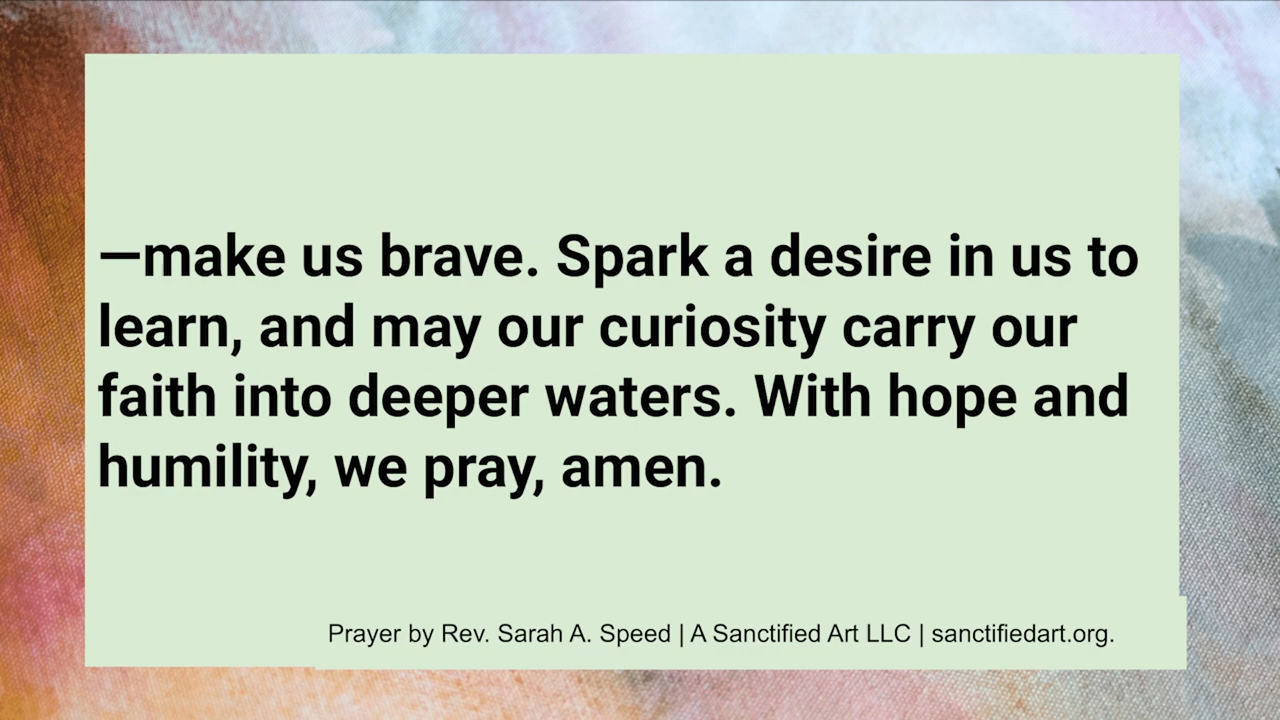 —make us brave. Spark a desire in us to
learn, and may our curiosity carry our
faith into deeper waters. With hope and
humility, we pray, amen.
Prayer by Rev. Sarah A. Speed | A Sanctified Art LLC | sanctifiedart.org.